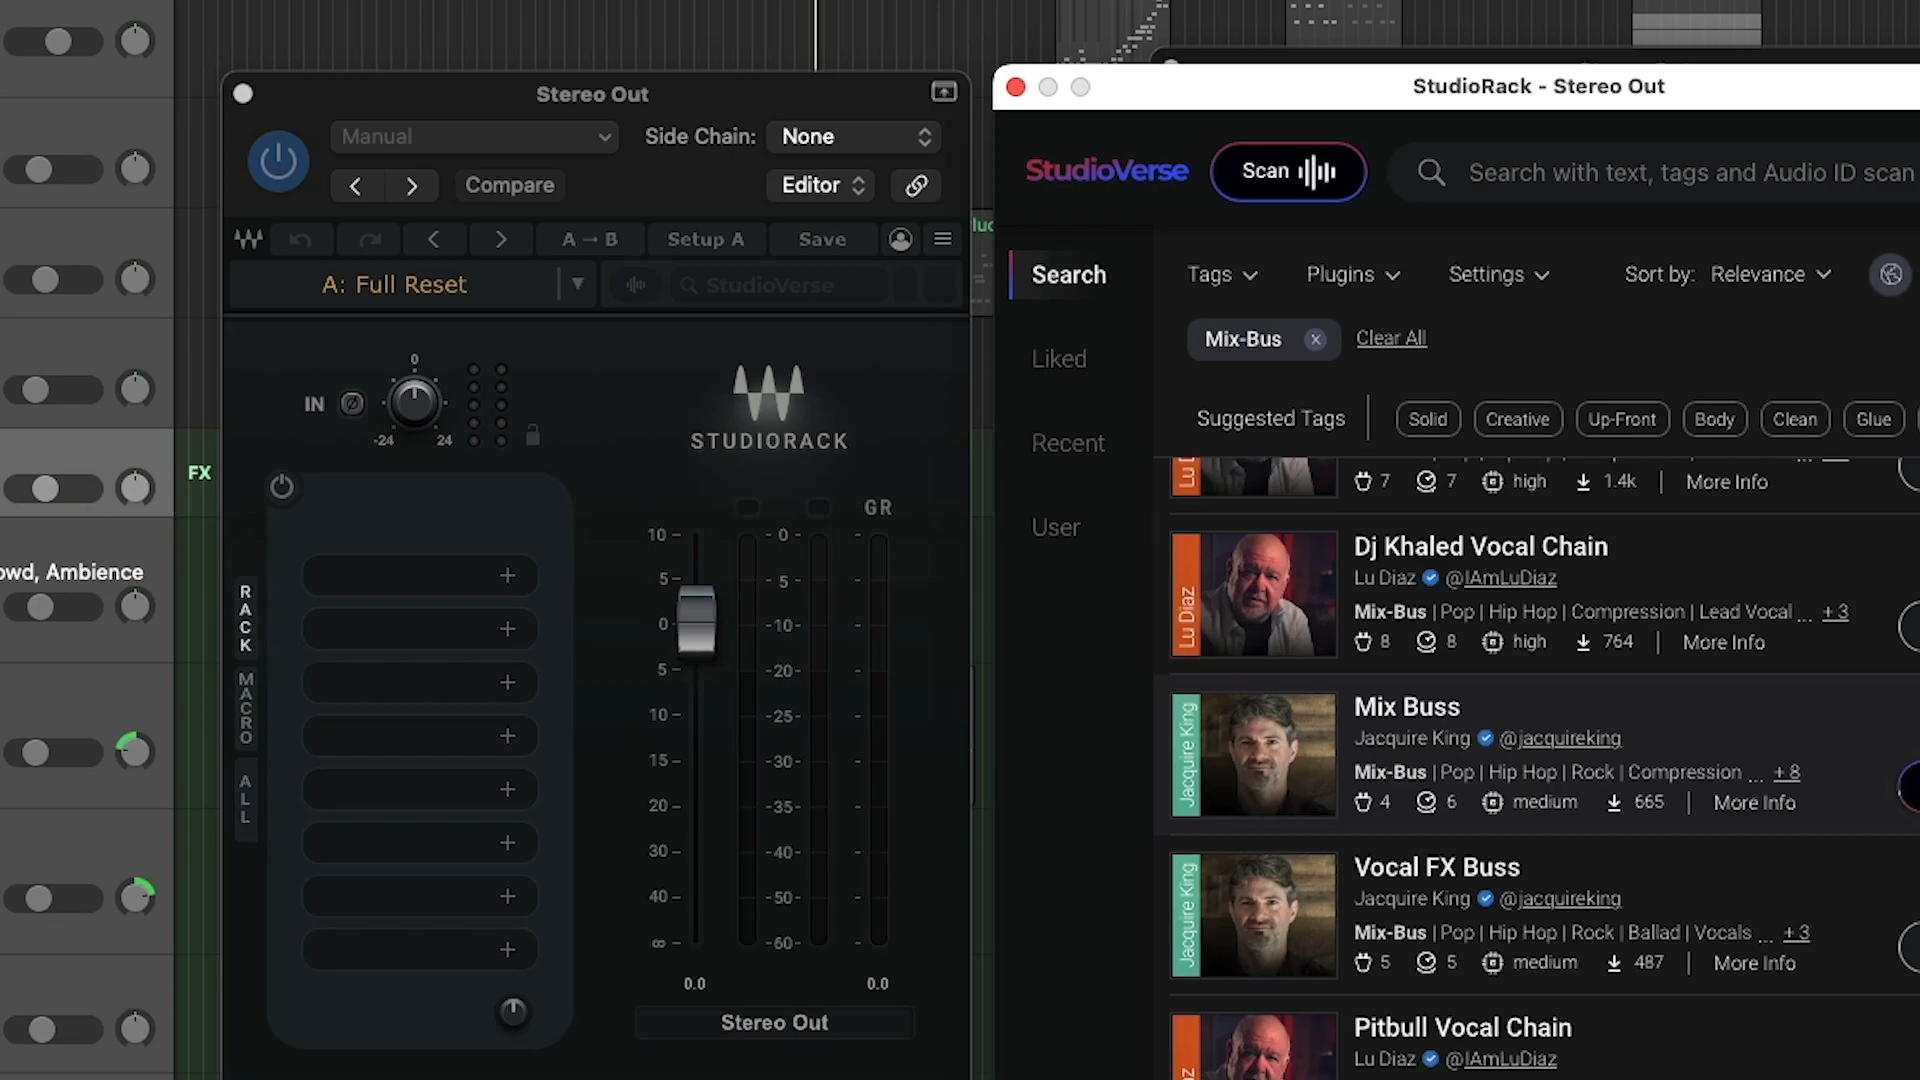 Stereo Out
Manual
Side Chain:
None
Compare
Editor
A → B
Setup A
Save
A: Full Reset
StudioVerse
0
IN
-24
24
STUDIORACK
GR
RACK
MACRO
ALL
10
5
0
5
10
15
20
30
40
∞
0
5
-10-
-20-
-25-
-30-
-35-
-40-
-50-
-60-
0.0
0.0
Stereo Out
FX
owd, Ambience
StudioRack - Stereo Out
StudioVerse
Scan
Search with text, tags and Audio ID scan
Search
Liked
Recent
User
Tags
Plugins
Settings
Sort by: Relevance
Mix-Bus
Clear All
Suggested Tags
Solid
Creative
Up-Front
Body
Clean
Glue
Lu Di
7 7 high 1.4k | More Info
Lu Diaz
Dj Khaled Vocal Chain
Lu Diaz @IAmLuDiaz
Mix-Bus | Pop | Hip Hop | Compression | Lead Vocal ... + 3
8 8 high 764 | More Info
Jacquire King
Mix Buss
Jacquire King @jacquireking
Mix-Bus | Pop | Hip Hop | Rock | Compression ... + 8
4 6 medium 665 | More Info
Jacquire King
Vocal FX Buss
Jacquire King @jacquireking
Mix-Bus | Pop | Hip Hop | Rock | Ballad | Vocals ... + 3
5 5 medium 487 | More Info
Pitbull Vocal Chain
Lu Diaz @IAmLuDiaz